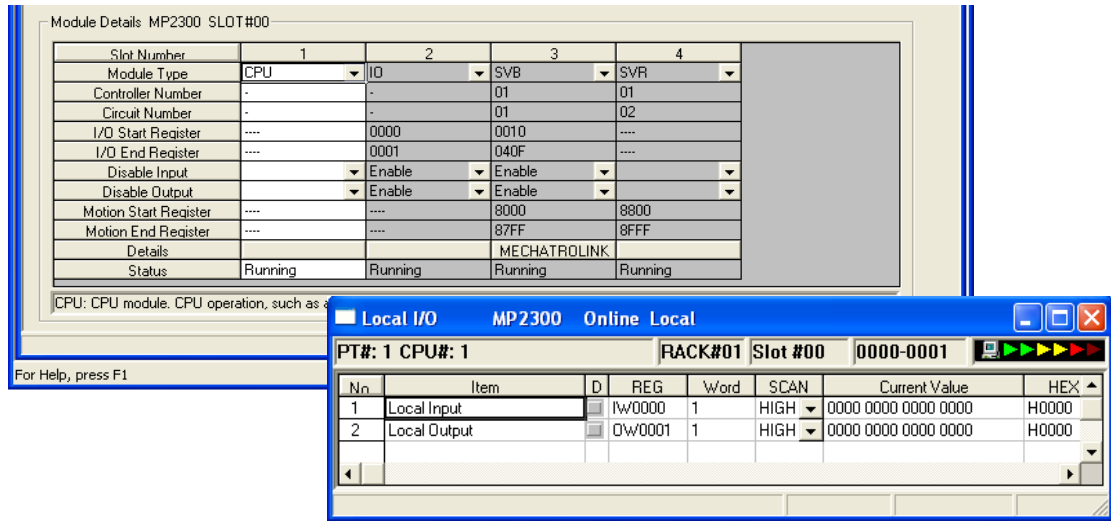 Module Details MP2300 SLOT#00
Slot Number 1 2 3 4
Module Type CPU IO SVB SVR
Controller Number - - 01 01
Circuit Number - - 01 02
I/O Start Register ---- 0000 0010 ----
I/O End Register ---- 0001 040F ----
Disable Input Enable Enable
Disable Output Enable Enable
Motion Start Register ---- ---- 8000 8800
Motion End Register ---- ---- 87FF 8FFF
Details MECHATROLINK
Status Running Running Running Running
CPU: CPU module. CPU operation, such as
For Help, press F1
Local I/O MP2300 Online Local
PT#: 1 CPU#: 1 RACK#01 Slot #00 0000-0001
No. Item D REG Word SCAN Current Value HEX
1 Local Input IW0000 1 HIGH 0000 0000 0000 0000 H0000
2 Local Output OW0001 1 HIGH 0000 0000 0000 0000 H0000